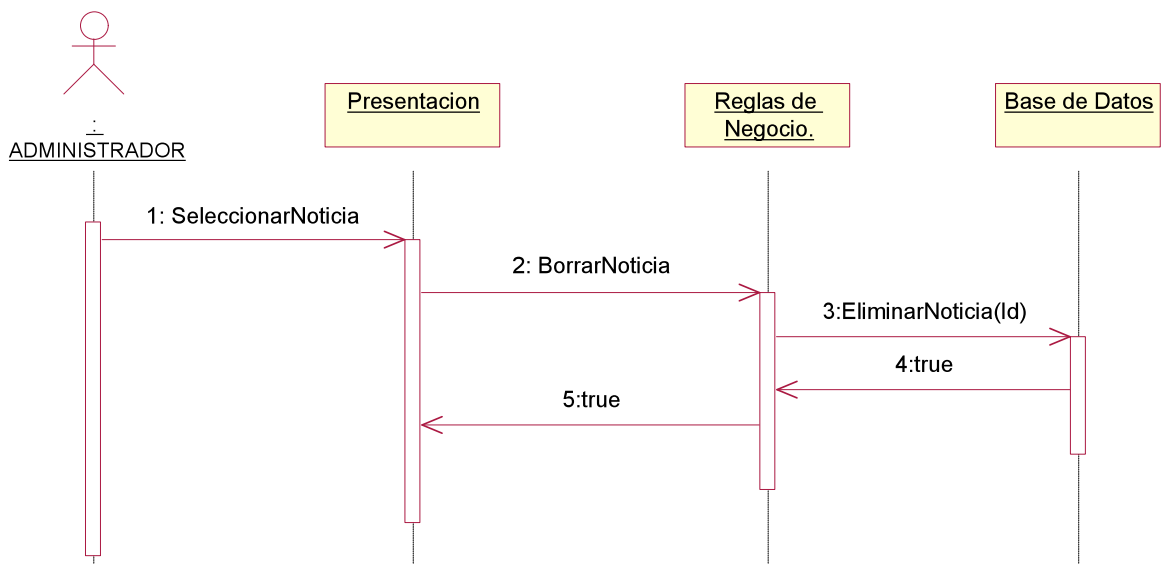 :
ADMINISTRADOR
Presentacion
Reglas de
Negocio.
Base de Datos
1: SeleccionarNoticia
2: BorrarNoticia
3:EliminarNoticia(Id)
4:true
5:true